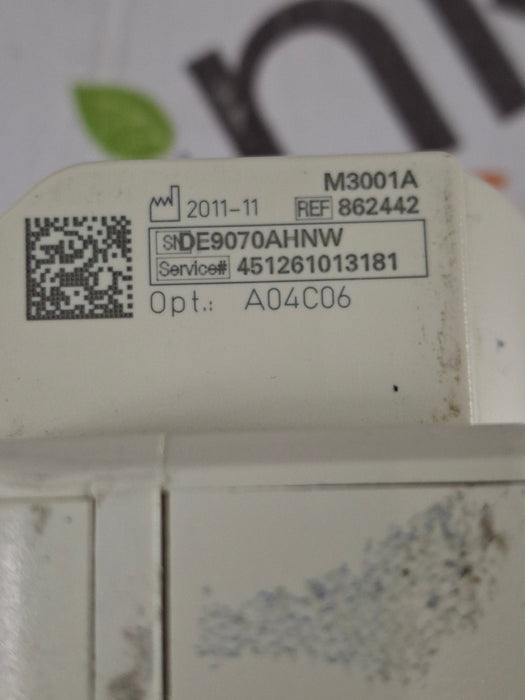 M3001A
2011-11 REF 862442
SN DE9070AHNW
Service# 451261013181
Opt.: A04C06